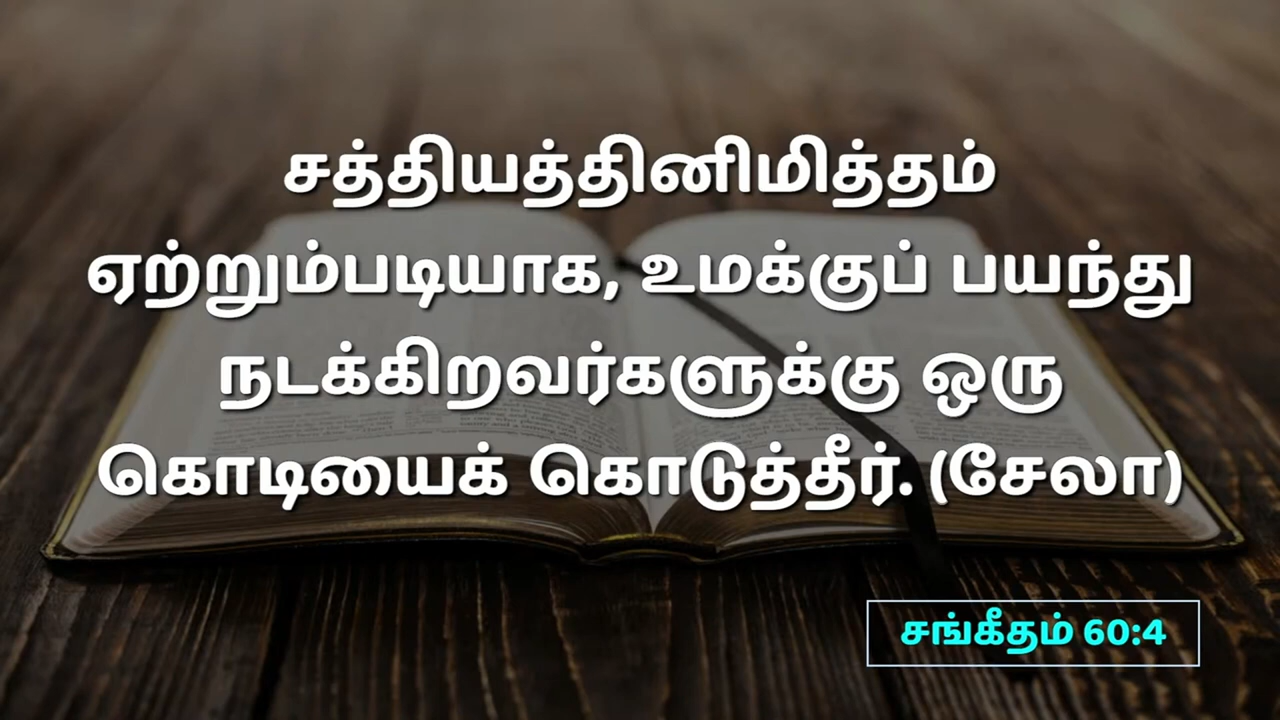 சத்தியத்தினிமித்தம்
ஏற்றும்படியாக, உமக்குப் பயந்து
நடக்கிறவர்களுக்கு ஒரு
கொடியைக் கொடுத்தீர். (சேலா)
சங்கீதம் 60:4